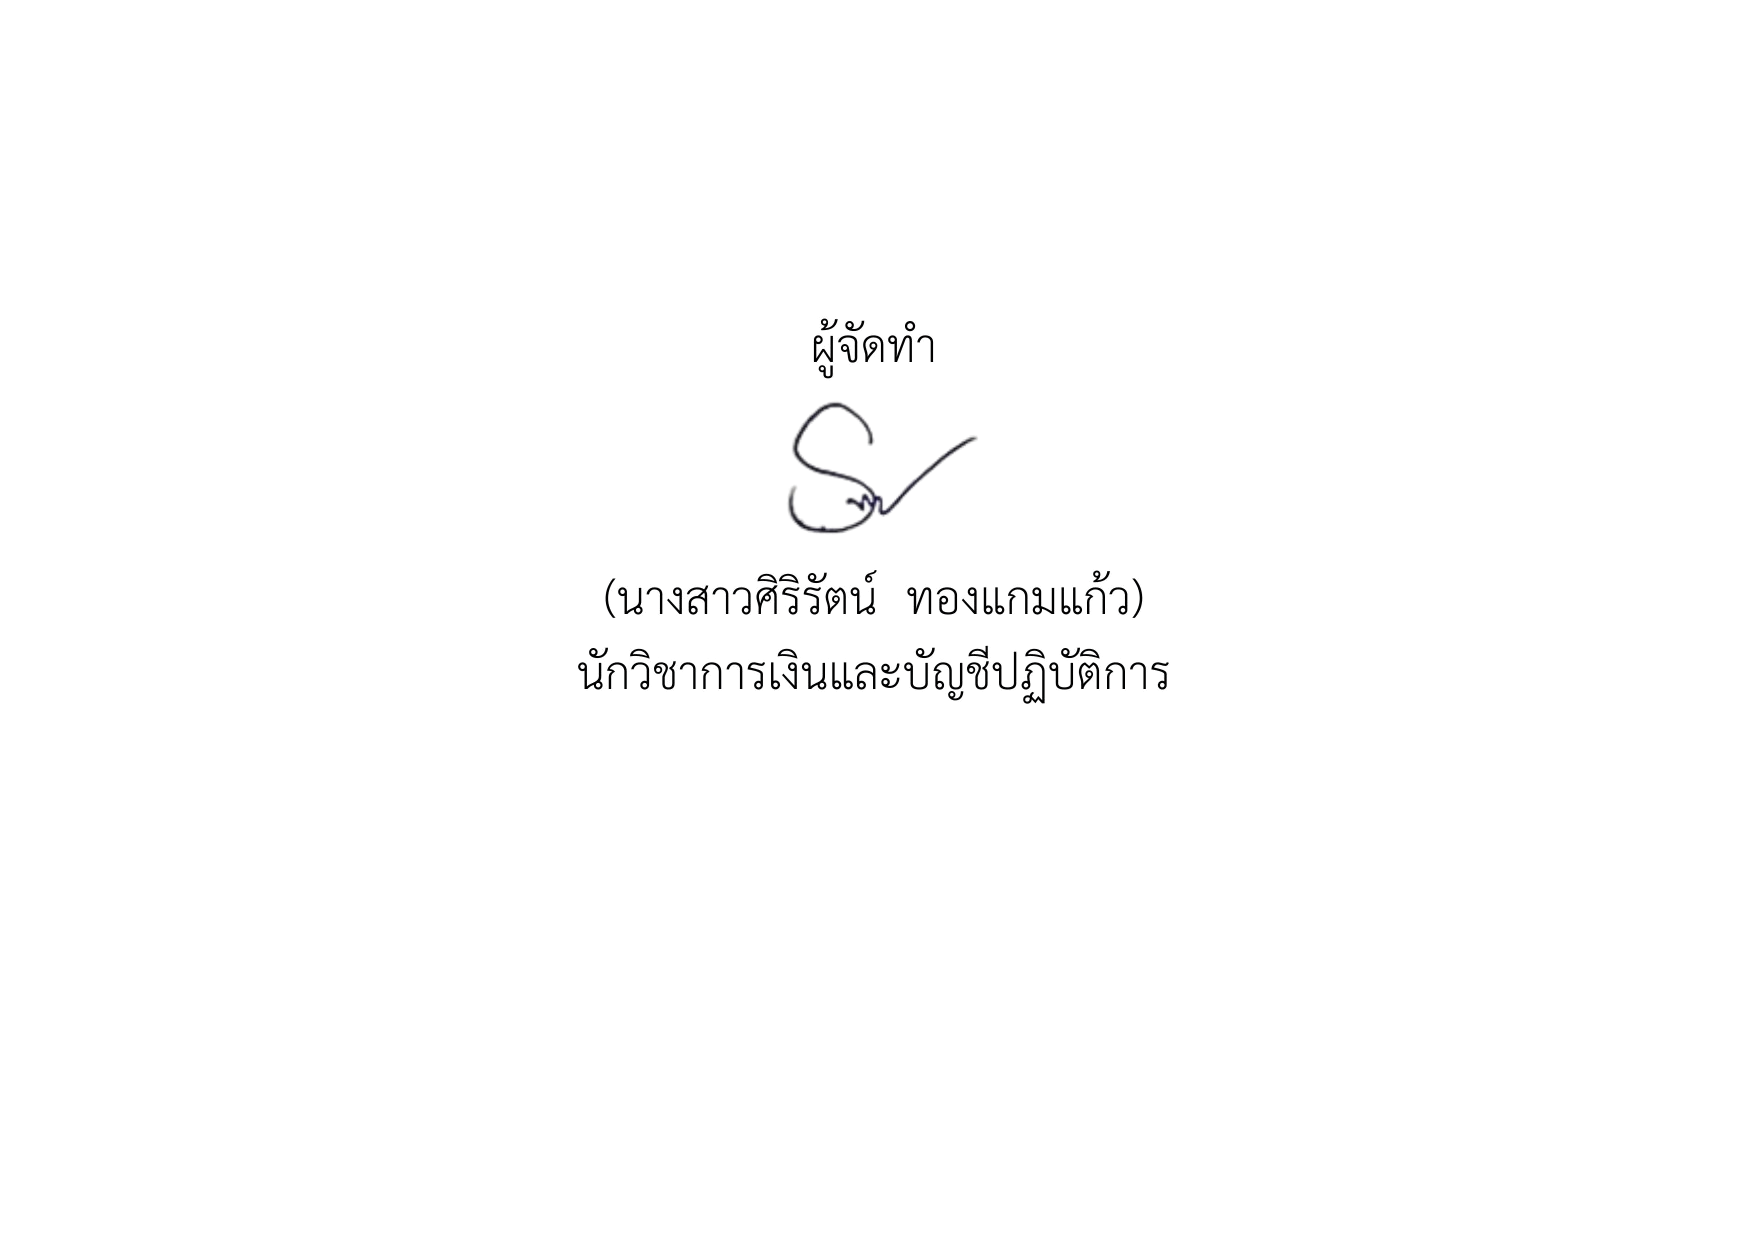 ผู้จัดทำ
(นางสาวศิริรัตน์ ทองแกมแก้ว)
นักวิชาการเงินและบัญชีปฏิบัติการ